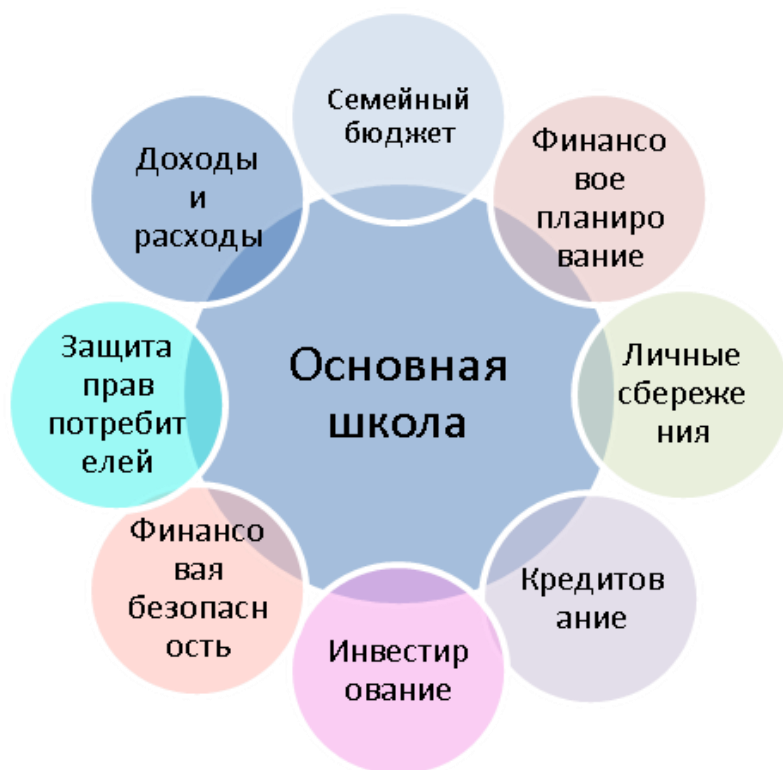 Семейный
бюджет
Финансо
вое
планиро
вание
Личные
сбереже
ния
Кредитов
ание
Инвестир
ование
Финансо
вая
безопасн
ость
Защита
прав
потребит
елей
Доходы
и
расходы
Основная
школа